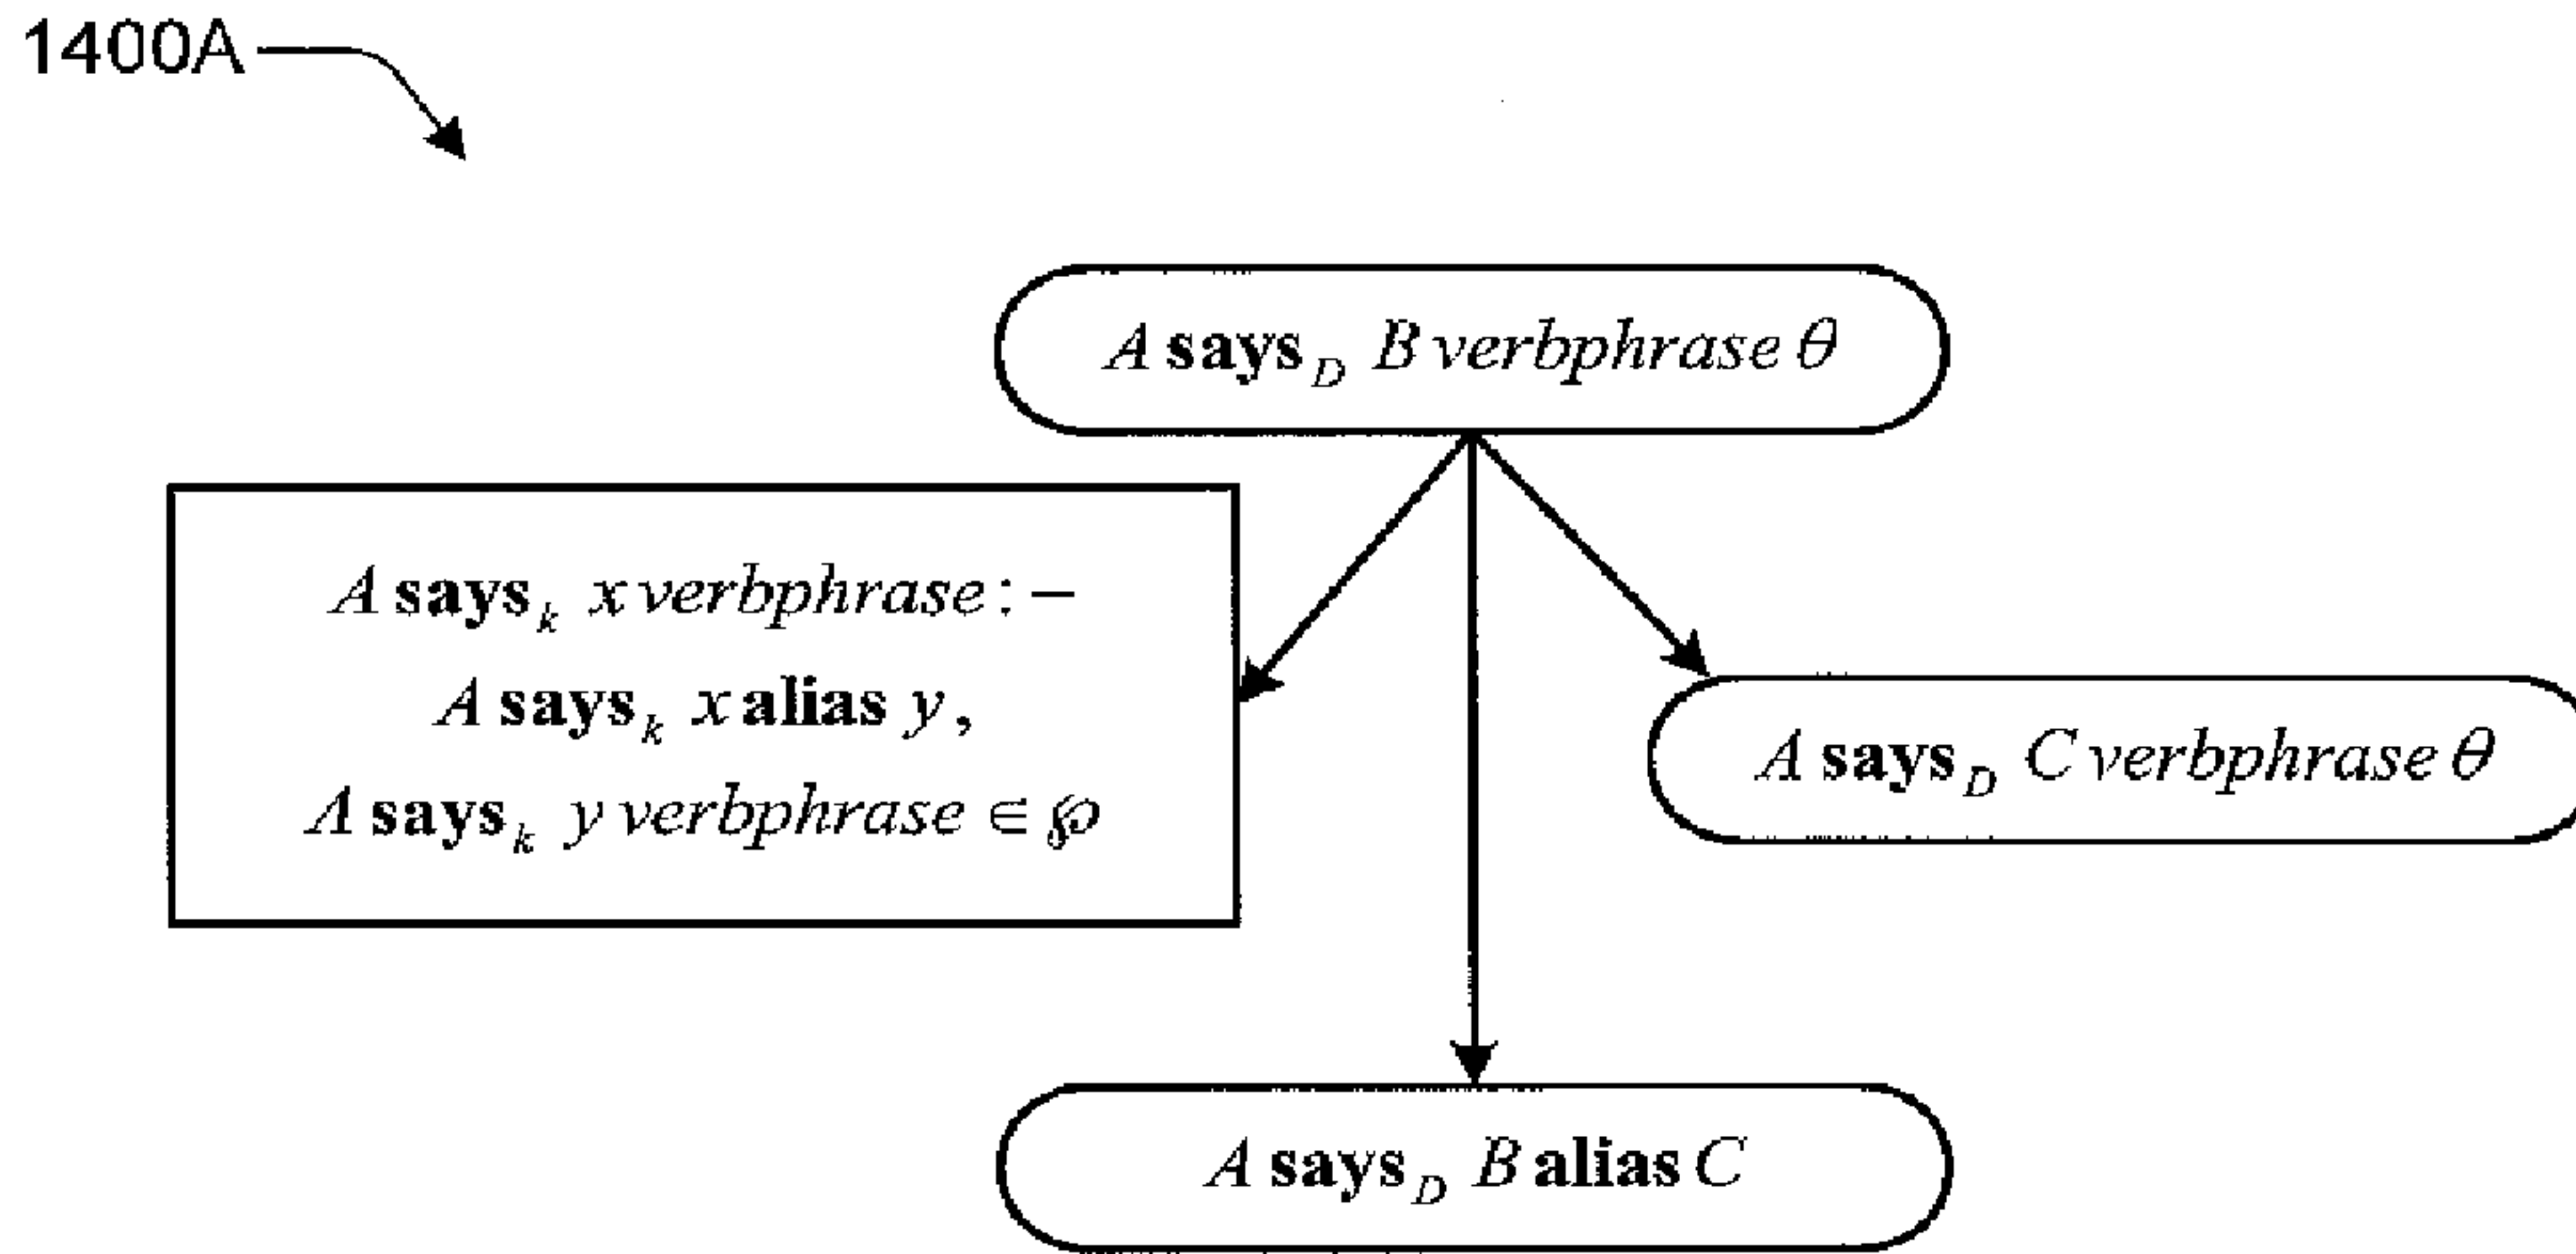 1400A
A says_D B verbphrase θ
A says_k x verbphrase :–
A says_k x alias y,
A says_k y verbphrase ∈ ℘
A says_D C verbphrase θ
A says_D B alias C